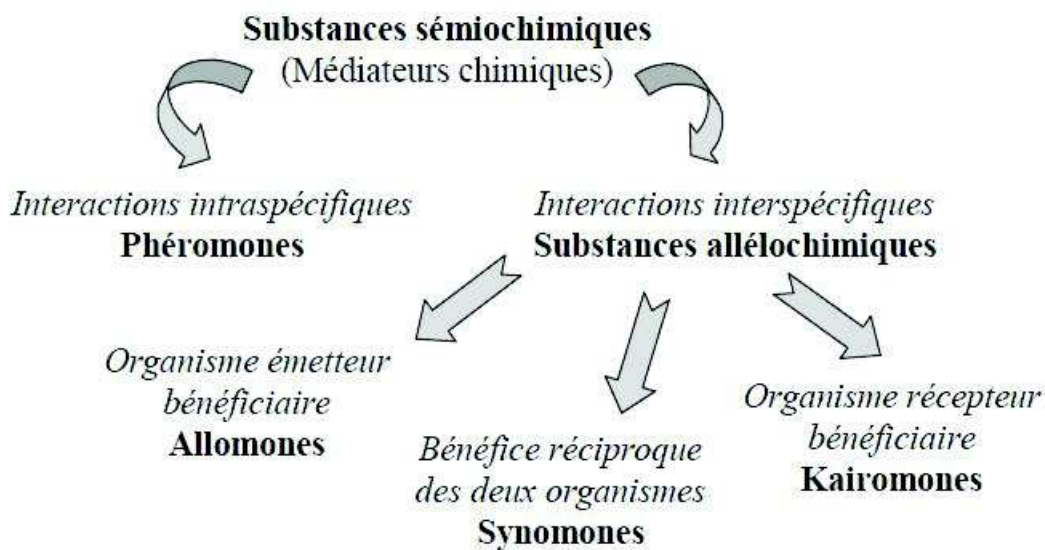 Substances sémiochimiques
(Médiateurs chimiques)
Interactions intraspécifiques
Phéromones
Interactions interspécifiques
Substances allélochimiques
Organisme émetteur
bénéficiaire
Allomones
Bénéfice réciproque
des deux organismes
Synomones
Organisme récepteur
bénéficiaire
Kairomones